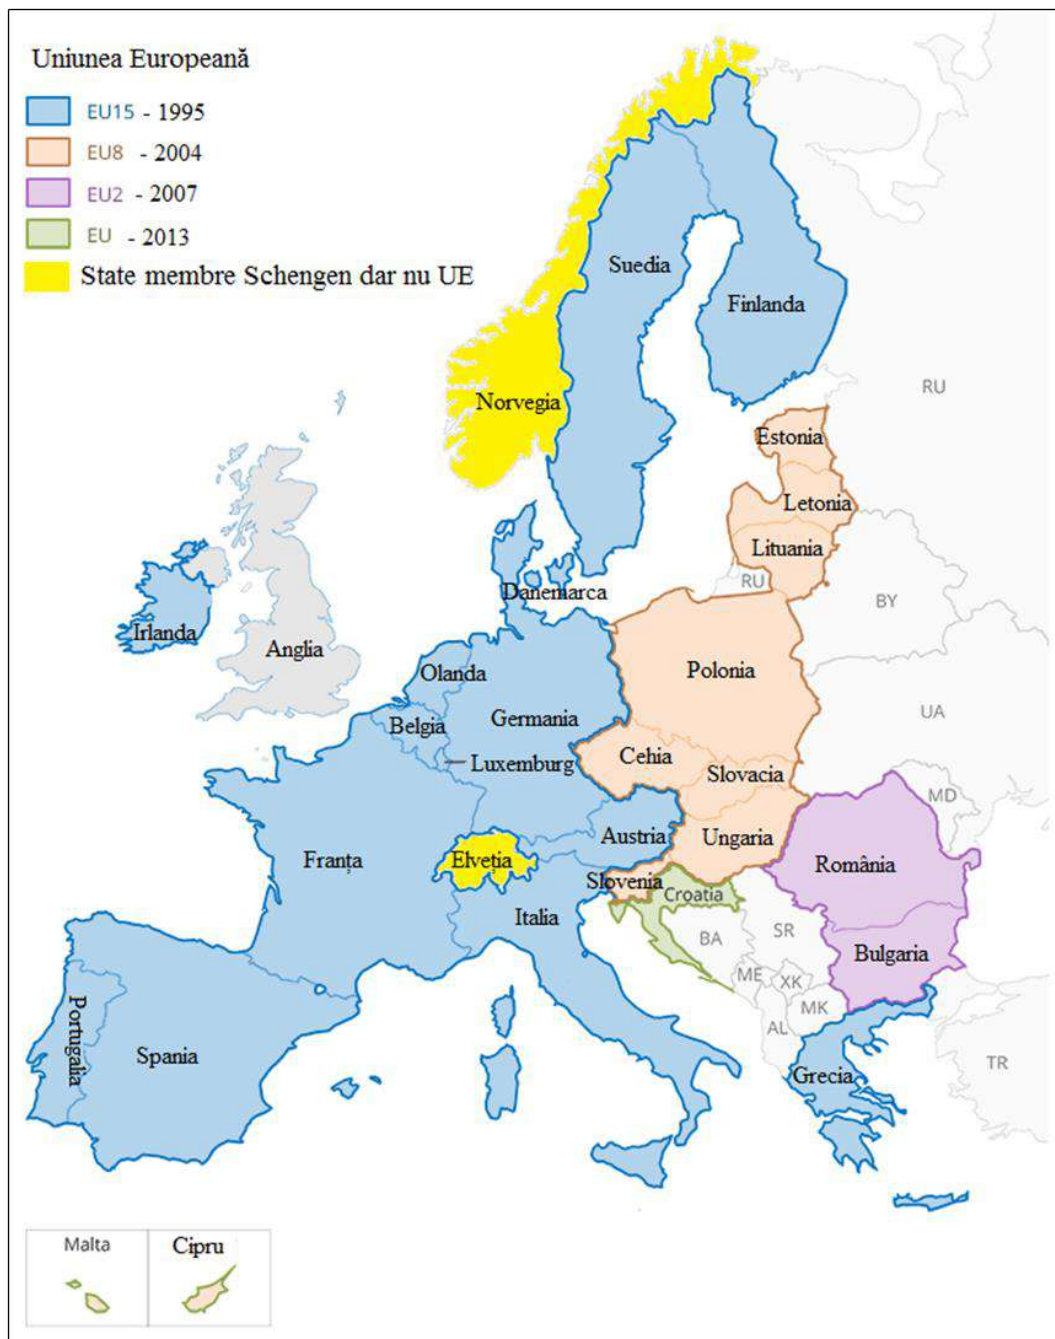 Uniunea Europeană
EU15 - 1995
EU8 - 2004
EU2 - 2007
EU - 2013
State membre Schengen dar nu UE
Suedia
Finlanda
RU
Norvegia
Estonia
Letonia
Lituania
RU
BY
Danemarca
Irlanda
Anglia
Olanda
Polonia
Belgia
Germania
UA
Cehia
Luxemburg
Slovacia
MD
Austria
Ungaria
Franța
Elveția
România
Slovenia
Croatia
Italia
BA
SR
Bulgaria
ME
XK
MK
AL
Portugalia
Spania
Grecia
TR
Malta
Cipru